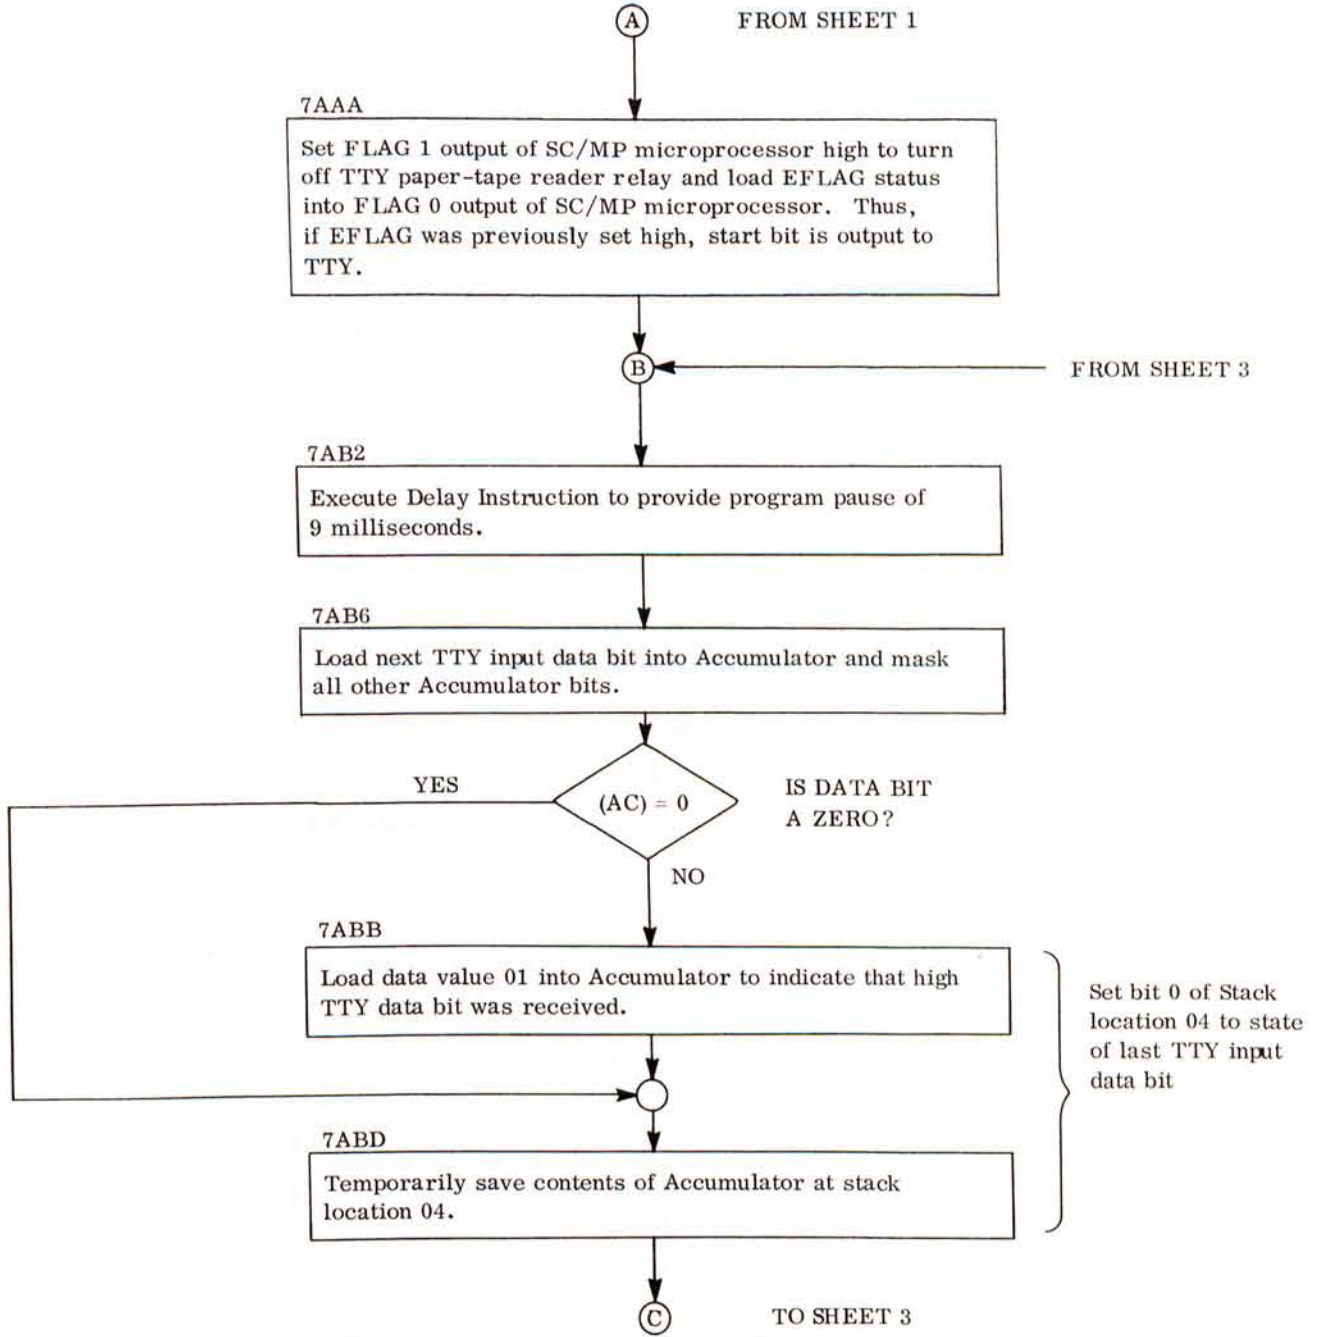 A FROM SHEET 1
7AAA
Set FLAG 1 output of SC/MP microprocessor high to turn
off TTY paper-tape reader relay and load EFLAG status
into FLAG 0 output of SC/MP microprocessor. Thus,
if EFLAG was previously set high, start bit is output to
TTY.
B FROM SHEET 3
7AB2
Execute Delay Instruction to provide program pause of
9 milliseconds.
7AB6
Load next TTY input data bit into Accumulator and mask
all other Accumulator bits.
YES
(AC) = 0
IS DATA BIT
A ZERO?
NO
7ABB
Load data value 01 into Accumulator to indicate that high
TTY data bit was received.
Set bit 0 of Stack
location 04 to state
of last TTY input
data bit
7ABD
Temporarily save contents of Accumulator at stack
location 04.
C TO SHEET 3